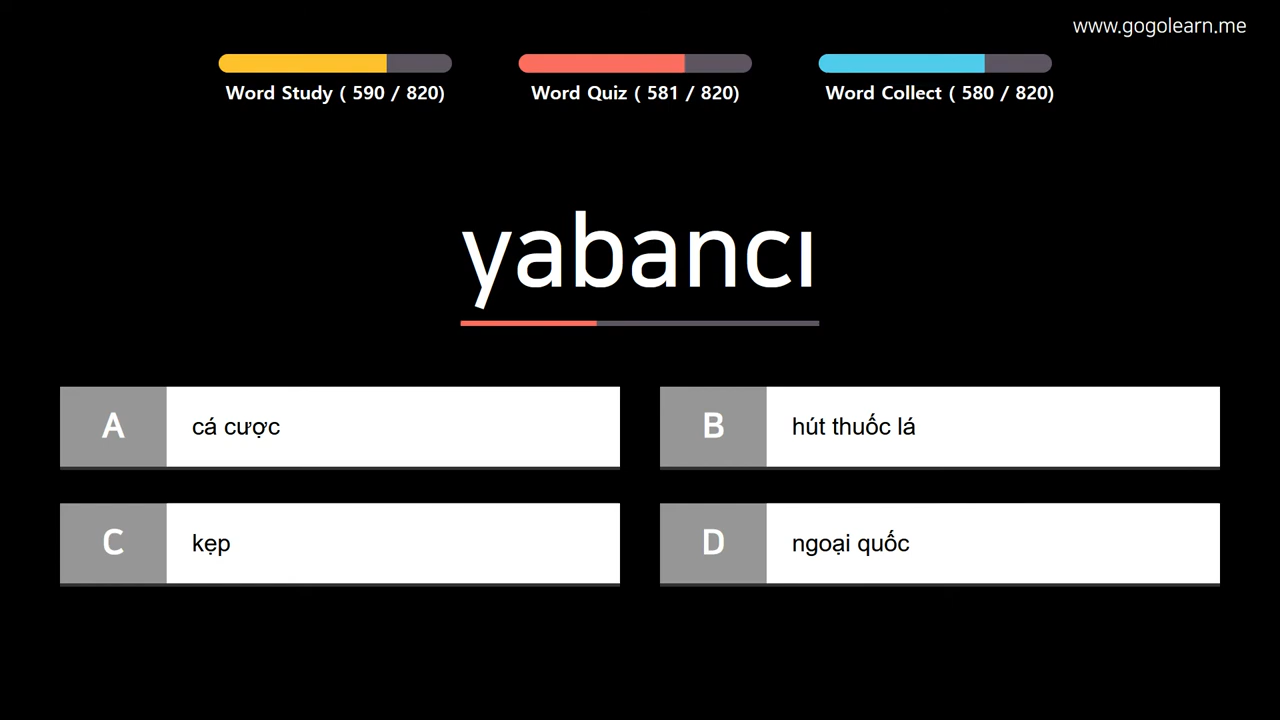 www.gogolearn.me
Word Study ( 590 / 820)
Word Quiz ( 581 / 820)
Word Collect ( 580 / 820)
yabancı
A
cá cược
B
hút thuốc lá
C
kẹp
D
ngoại quốc